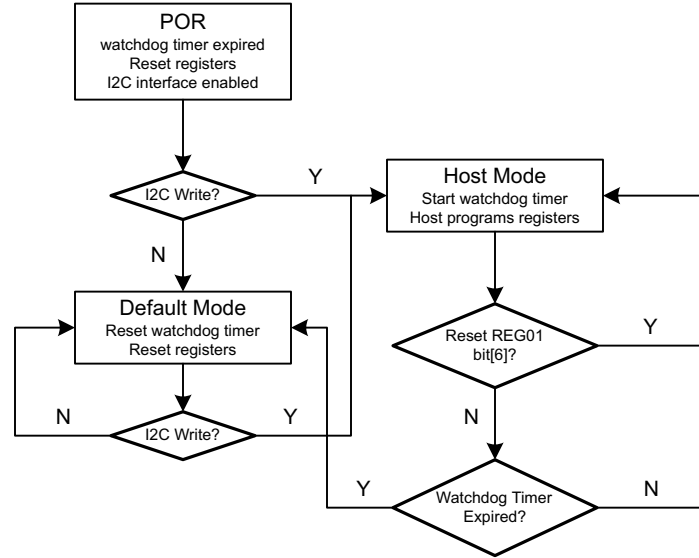 POR
watchdog timer expired
Reset registers
I2C interface enabled
I2C Write?
Y
N
Host Mode
Start watchdog timer
Host programs registers
Default Mode
Reset watchdog timer
Reset registers
Reset REG01
bit[6]?
Y
N
I2C Write?
N
Y
Watchdog Timer
Expired?
Y
N